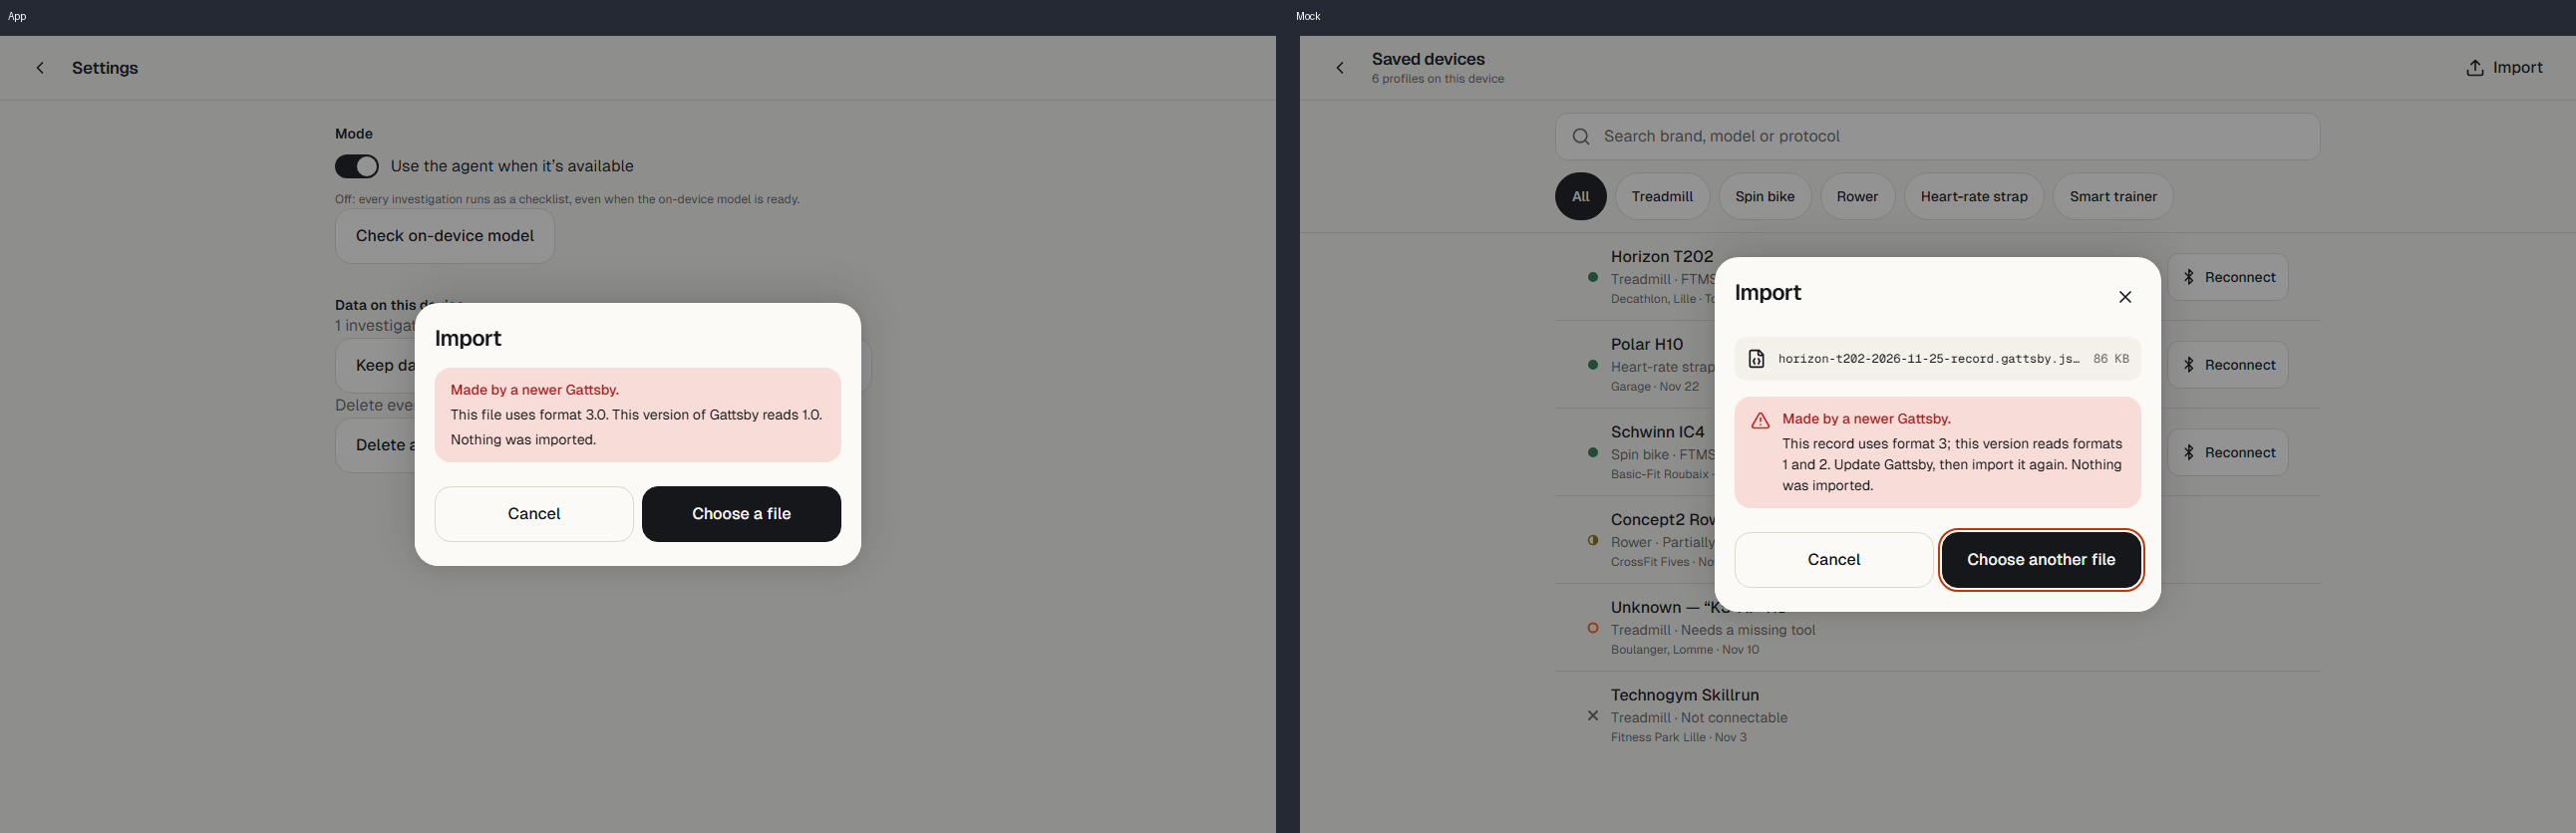 App
Settings
Mode
Use the agent when it’s available
Off: every investigation runs as a checklist, even when the on-device model is ready.
Check on-device model
Data on this
1 investigat
Keep da
Delete eve
Delete a
Import
Made by a newer Gattsby.
This file uses format 3.0. This version of Gattsby reads 1.0.
Nothing was imported.
Cancel
Choose a file
Mock
Saved devices
6 profiles on this device
Import
Search brand, model or protocol
All
Treadmill
Spin bike
Rower
Heart-rate strap
Smart trainer
Horizon T202
Treadmill · FTMS
Decathlon, Lille · To
Reconnect
Polar H10
Heart-rate strap
Garage · Nov 22
Reconnect
Schwinn IC4
Spin bike · FTMS
Basic-Fit Roubaix ·
Reconnect
Concept2 Row
Rower · Partially
CrossFit Fives · No
Unknown — “K
Treadmill · Needs a missing tool
Boulanger, Lomme · Nov 10
Technogym Skillrun
Treadmill · Not connectable
Fitness Park Lille · Nov 3
Import
horizon-t202-2026-11-25-record.gattsby.js… 86 KB
Made by a newer Gattsby.
This record uses format 3; this version reads formats
1 and 2. Update Gattsby, then import it again. Nothing
was imported.
Cancel
Choose another file